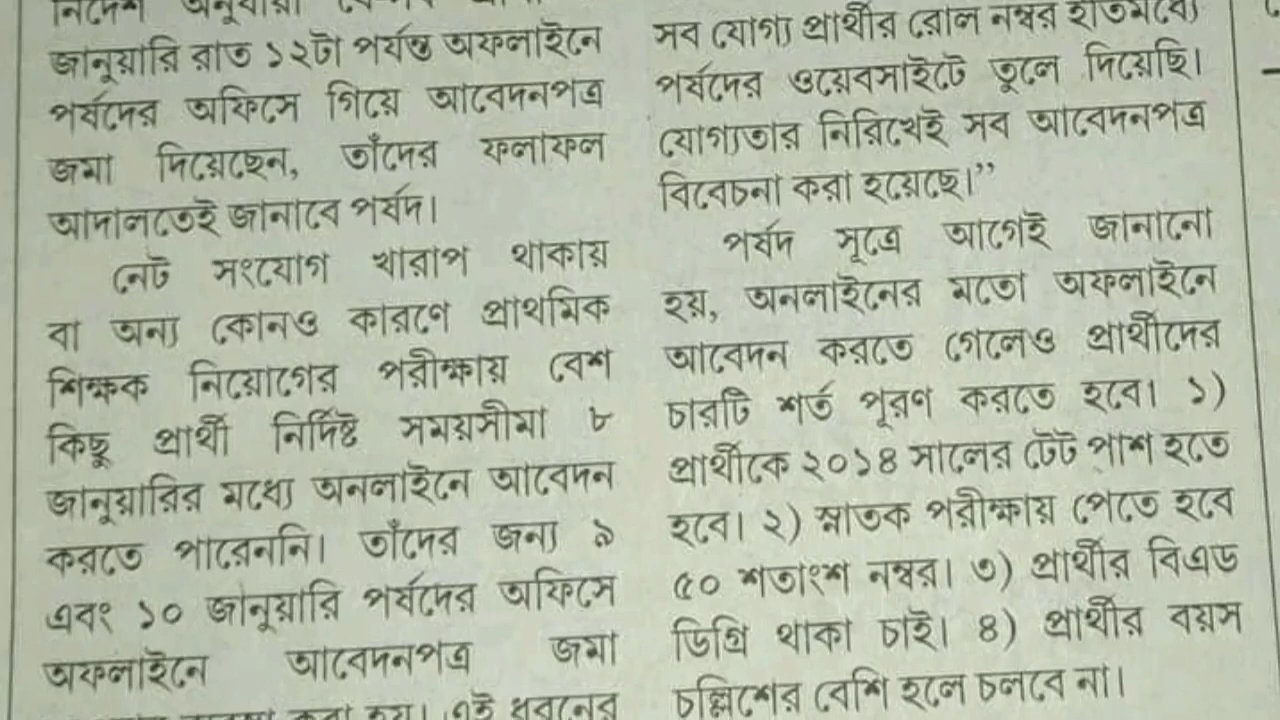 নির্দেশ অনুযায়ী
জানুয়ারি রাত ১২টা পর্যন্ত অফলাইনে
পর্ষদের অফিসে গিয়ে আবেদনপত্র
জমা দিয়েছেন, তাঁদের ফলাফল
আদালতেই জানাবে পর্ষদ।
নেট সংযোগ খারাপ থাকায়
বা অন্য কোনও কারণে প্রাথমিক
শিক্ষক নিয়োগের পরীক্ষায় বেশ
কিছু প্রার্থী নির্দিষ্ট সময়সীমা ৮
জানুয়ারির মধ্যে অনলাইনে আবেদন
করতে পারেননি। তাঁদের জন্য ৯
এবং ১০ জানুয়ারি পর্ষদের অফিসে
অফলাইনে আবেদনপত্র জমা
করা হয়। এই ধরনের
সব যোগ্য প্রার্থীর রোল নম্বর ইতিমধ্যে
পর্ষদের ওয়েবসাইটে তুলে দিয়েছি।
যোগ্যতার নিরিখেই সব আবেদনপত্র
বিবেচনা করা হয়েছে।”
পর্ষদ সূত্রে আগেই জানানো
হয়, অনলাইনের মতো অফলাইনে
আবেদন করতে গেলেও প্রার্থীদের
চারটি শর্ত পূরণ করতে হবে। ১)
প্রার্থীকে ২০১৪ সালের টেট পাশ হতে
হবে। ২) স্নাতক পরীক্ষায় পেতে হবে
৫০ শতাংশ নম্বর। ৩) প্রার্থীর বিএড
ডিগ্রি থাকা চাই। ৪) প্রার্থীর বয়স
চল্লিশের বেশি হলে চলবে না।